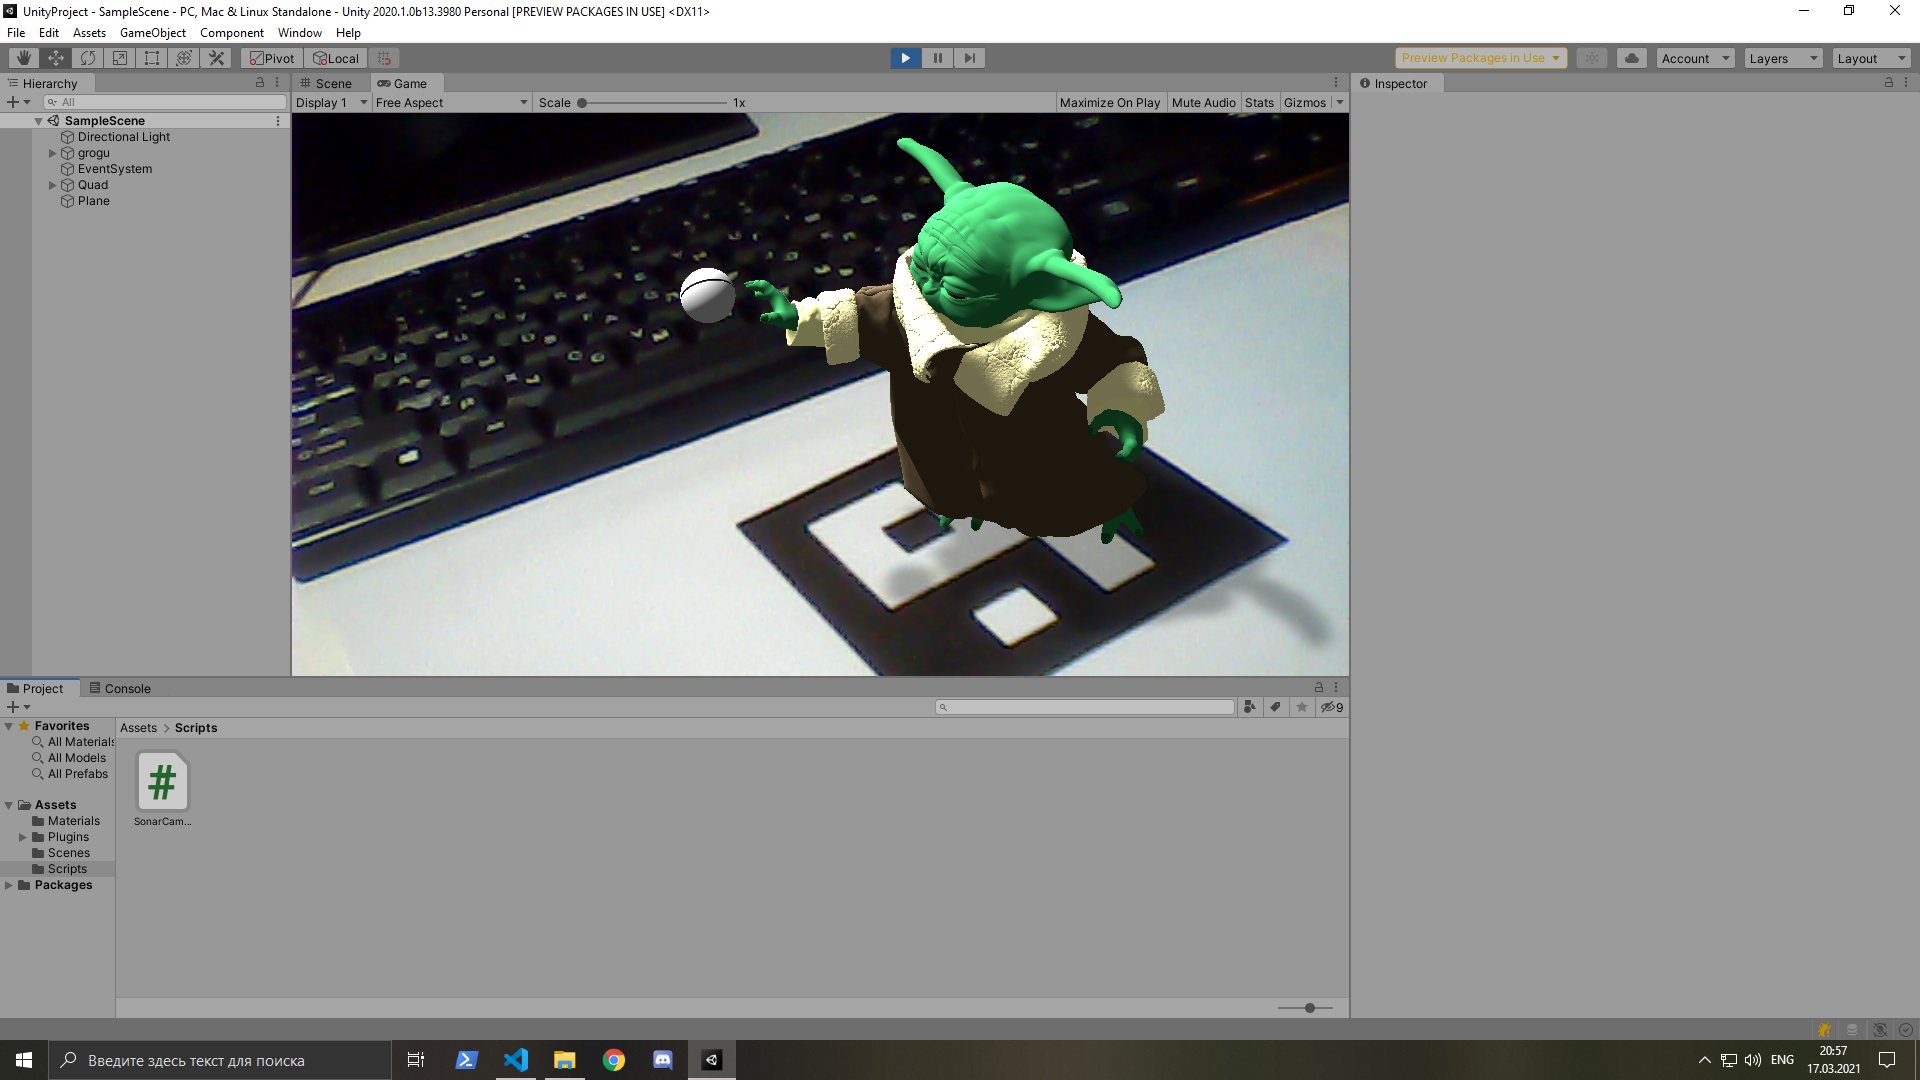 UnityProject - SampleScene - PC, Mac & Linux Standalone - Unity 2020.1.0b13.3980 Personal [PREVIEW PACKAGES IN USE] <DX11>
File Edit Assets GameObject Component Window Help
Pivot Local Preview Packages in Use Account Layers Layout
Hierarchy Scene Game Inspector
All Display 1 Free Aspect Scale 1x Maximize On Play Mute Audio Stats Gizmos
SampleScene
Directional Light
grogu
EventSystem
Quad
Plane
Project Console
9
Favorites
All Materials
All Models
All Prefabs
Assets
Materials
Plugins
Scenes
Scripts
Packages
Assets > Scripts
#
SonarCam...
Введите здесь текст для поиска
ENG
20:57
17.03.2021